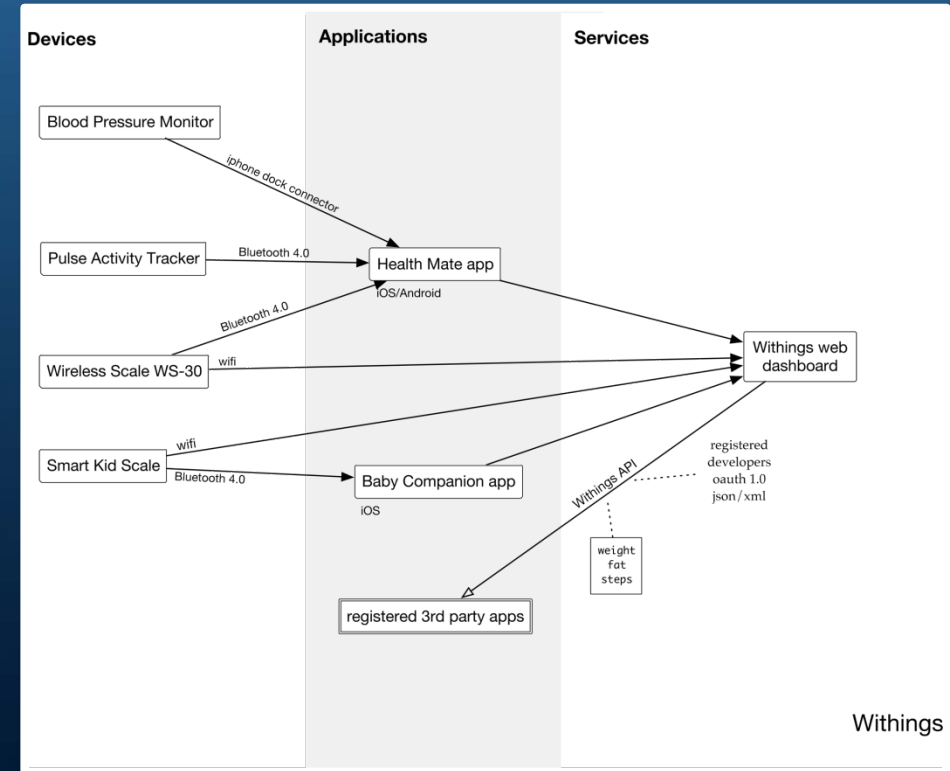 Devices
Applications
Services
Blood Pressure Monitor
iphone dock connector
Pulse Activity Tracker
Bluetooth 4.0
Health Mate app
iOS/Android
Bluetooth 4.0
Wireless Scale WS-30
wifi
Withings web
dashboard
Smart Kid Scale
wifi
Bluetooth 4.0
Baby Companion app
iOS
Withings API
registered
developers
oauth 1.0
json/xml
weight
fat
steps
registered 3rd party apps
Withings